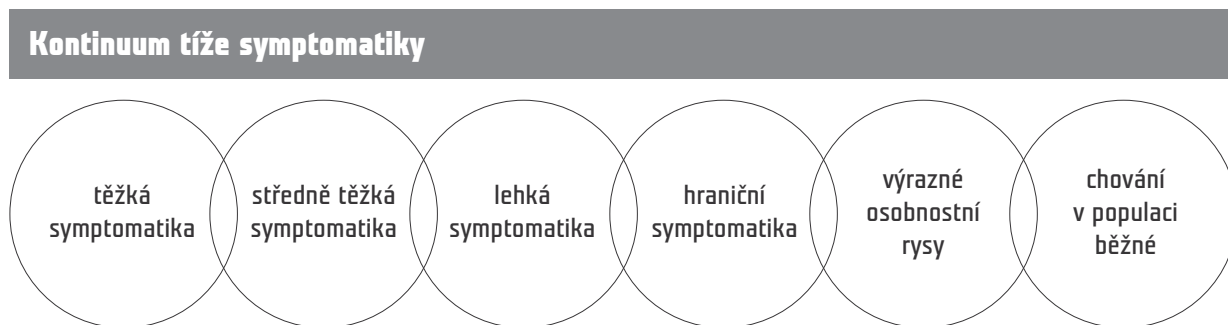 Kontinuum tíže symptomatiky
těžká
symptomatika
středně těžká
symptomatika
lehká
symptomatika
hraniční
symptomatika
výrazné
osobnostní
rysy
chování
v populaci
běžné